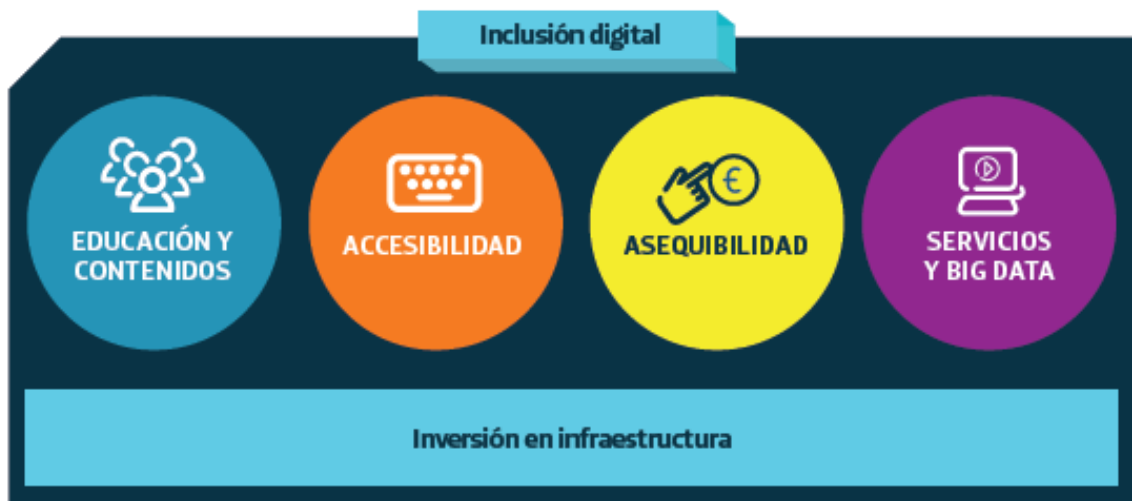 Inclusión digital
EDUCACIÓN Y
CONTENIDOS
ACCESIBILIDAD
€
ASEQUIBILIDAD
SERVICIOS
Y BIG DATA
Inversión en infraestructura